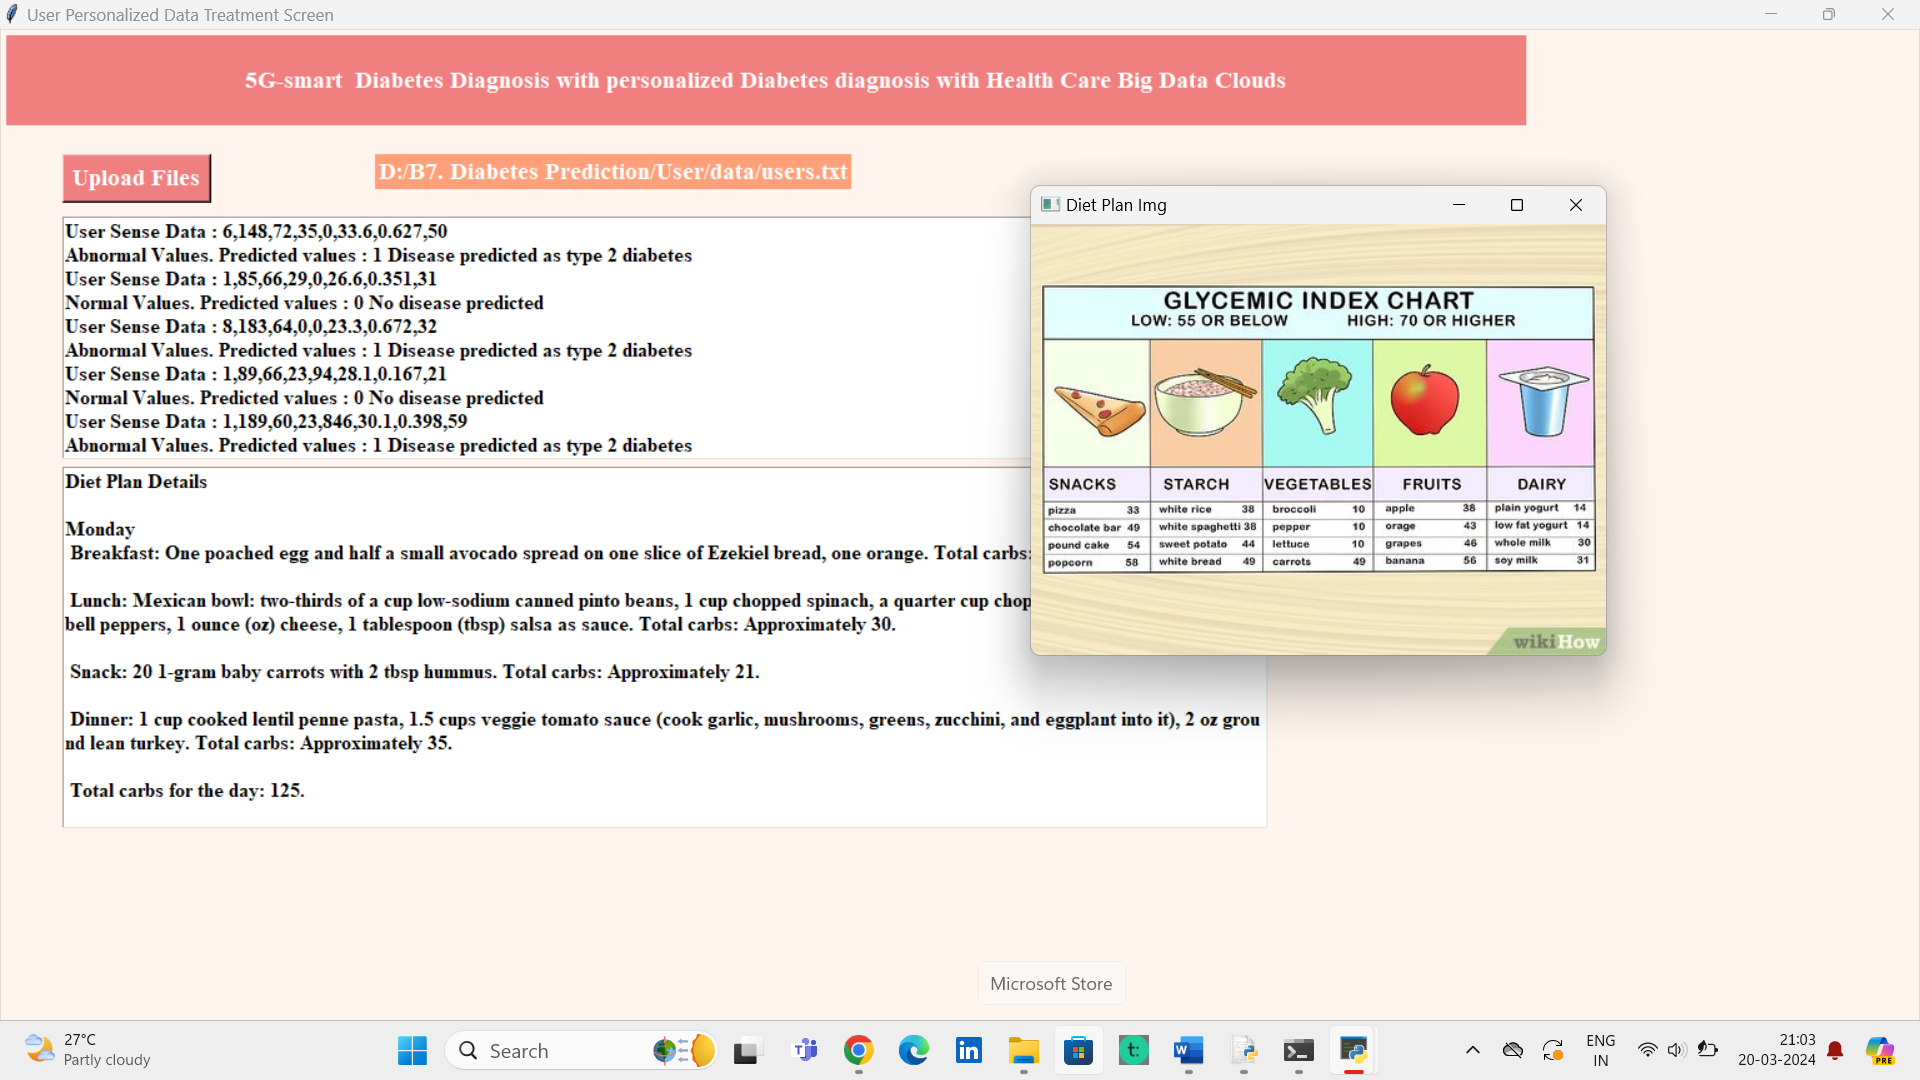 User Personalized Data Treatment Screen
5G-smart  Diabetes Diagnosis with personalized Diabetes diagnosis with Health Care Big Data Clouds
Upload Files
D:/B7. Diabetes Prediction/User/data/users.txt
User Sense Data : 6,148,72,35,0,33.6,0.627,50
Abnormal Values. Predicted values : 1 Disease predicted as type 2 diabetes
User Sense Data : 1,85,66,29,0,26.6,0.351,31
Normal Values. Predicted values : 0 No disease predicted
User Sense Data : 8,183,64,0,0,23.3,0.672,32
Abnormal Values. Predicted values : 1 Disease predicted as type 2 diabetes
User Sense Data : 1,89,66,23,94,28.1,0.167,21
Normal Values. Predicted values : 0 No disease predicted
User Sense Data : 1,189,60,23,846,30.1,0.398,59
Abnormal Values. Predicted values : 1 Disease predicted as type 2 diabetes
Diet Plan Details
Monday
Breakfast: One poached egg and half a small avocado spread on one slice of Ezekiel bread, one orange. Total carbs:
Lunch: Mexican bowl: two-thirds of a cup low-sodium canned pinto beans, 1 cup chopped spinach, a quarter cup chop
bell peppers, 1 ounce (oz) cheese, 1 tablespoon (tbsp) salsa as sauce. Total carbs: Approximately 30.
Snack: 20 1-gram baby carrots with 2 tbsp hummus. Total carbs: Approximately 21.
Dinner: 1 cup cooked lentil penne pasta, 1.5 cups veggie tomato sauce (cook garlic, mushrooms, greens, zucchini, and eggplant into it), 2 oz grou
nd lean turkey. Total carbs: Approximately 35.
Total carbs for the day: 125.
Diet Plan Img
GLYCEMIC INDEX CHART
LOW: 55 OR BELOW HIGH: 70 OR HIGHER
SNACKS STARCH VEGETABLES FRUITS DAIRY
pizza 33 white rice 38 broccoli 10 apple 38 plain yogurt 14
chocolate bar 49 white spaghetti 38 pepper 10 orage 43 low fat yogurt 14
pound cake 54 sweet potato 44 lettuce 10 grapes 46 whole milk 30
popcorn 58 white bread 49 carrots 49 banana 56 soy milk 31
wikiHow
Microsoft Store
27°C
Partly cloudy
Search
T
in
t:
W
ENG
IN
21:03
20-03-2024
PRE